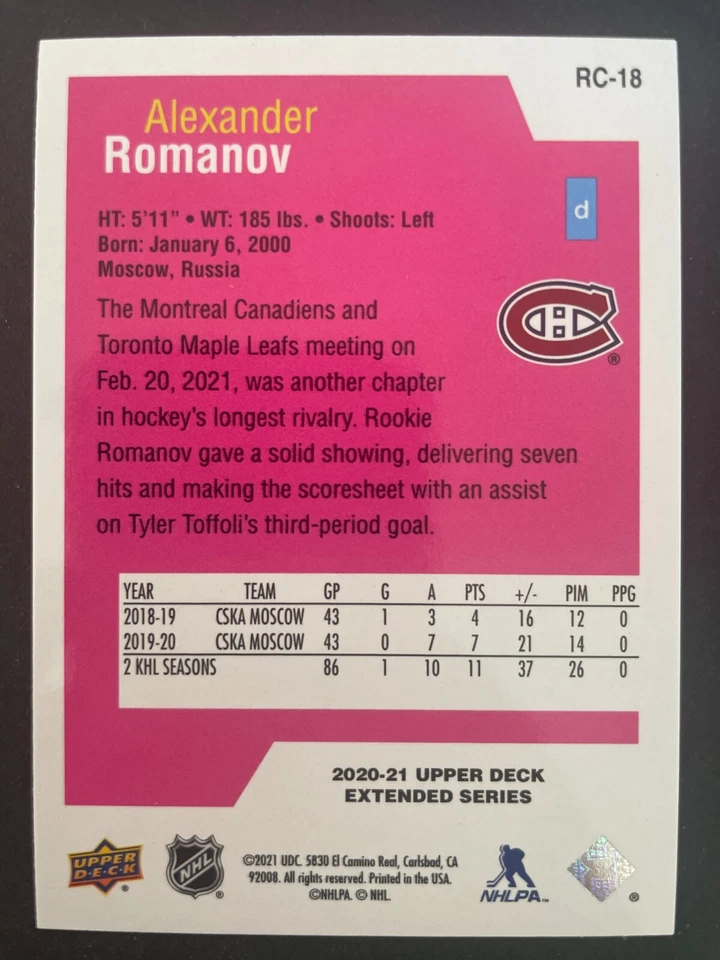 RC-18
Alexander
Romanov
d
HT: 5'11" • WT: 185 lbs. • Shoots: Left
Born: January 6, 2000
Moscow, Russia
The Montreal Canadiens and
Toronto Maple Leafs meeting on
Feb. 20, 2021, was another chapter
in hockey's longest rivalry. Rookie
Romanov gave a solid showing, delivering seven
hits and making the scoresheet with an assist
on Tyler Toffoli's third-period goal.
CH®
YEAR TEAM GP G A PTS +/- PIM PPG
2018-19 CSKA MOSCOW 43 1 3 4 16 12 0
2019-20 CSKA MOSCOW 43 0 7 7 21 14 0
2 KHL SEASONS 86 1 10 11 37 26 0
2020-21 UPPER DECK
EXTENDED SERIES
UPPER
D·E·C·K®
NHL®
©2021 UDC. 5830 El Camino Real, Carlsbad, CA
92008. All rights reserved. Printed in the USA.
©NHLPA. © NHL.
NHLPA™
®